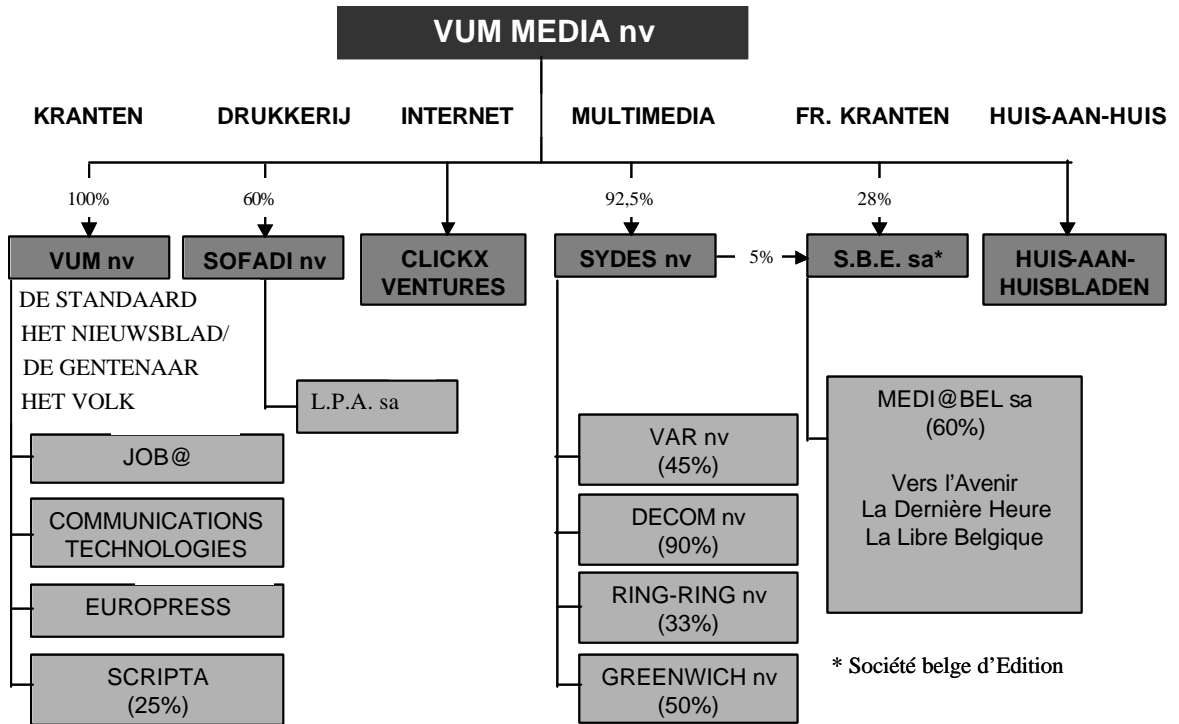 VUM MEDIA nv
KRANTEN
DRUKKERIJ
INTERNET
MULTIMEDIA
FR. KRANTEN
HUIS-AAN-HUIS
100%
60%
92,5%
28%
VUM nv
SOFADI nv
CLICKX
VENTURES
SYDES nv
5%
S.B.E. sa*
HUIS-AAN-
HUISBLADEN
DE STANDAARD
HET NIEUWSBLAD/
DE GENTENAAR
HET VOLK
L.P.A. sa
JOB@
COMMUNICATIONS
TECHNOLOGIES
EUROPRESS
SCRIPTA
(25%)
VAR nv
(45%)
DECOM nv
(90%)
RING-RING nv
(33%)
GREENWICH nv
(50%)
MEDI@BEL sa
(60%)
Vers l'Avenir
La Dernière Heure
La Libre Belgique
* Société belge d'Edition